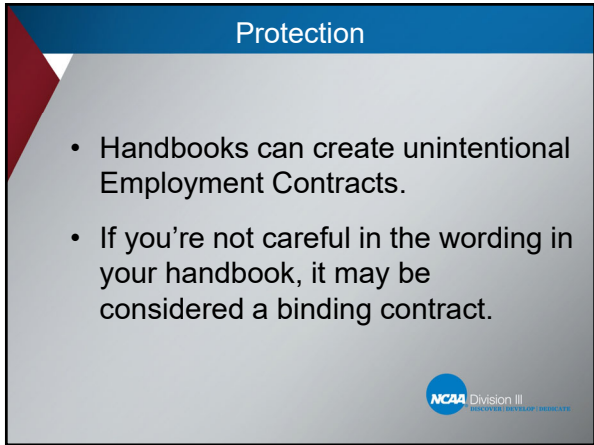 Protection
• Handbooks can create unintentional
Employment Contracts.
• If you’re not careful in the wording in
your handbook, it may be
considered a binding contract.
NCAA Division III
DISCOVER | DEVELOP | DEDICATE